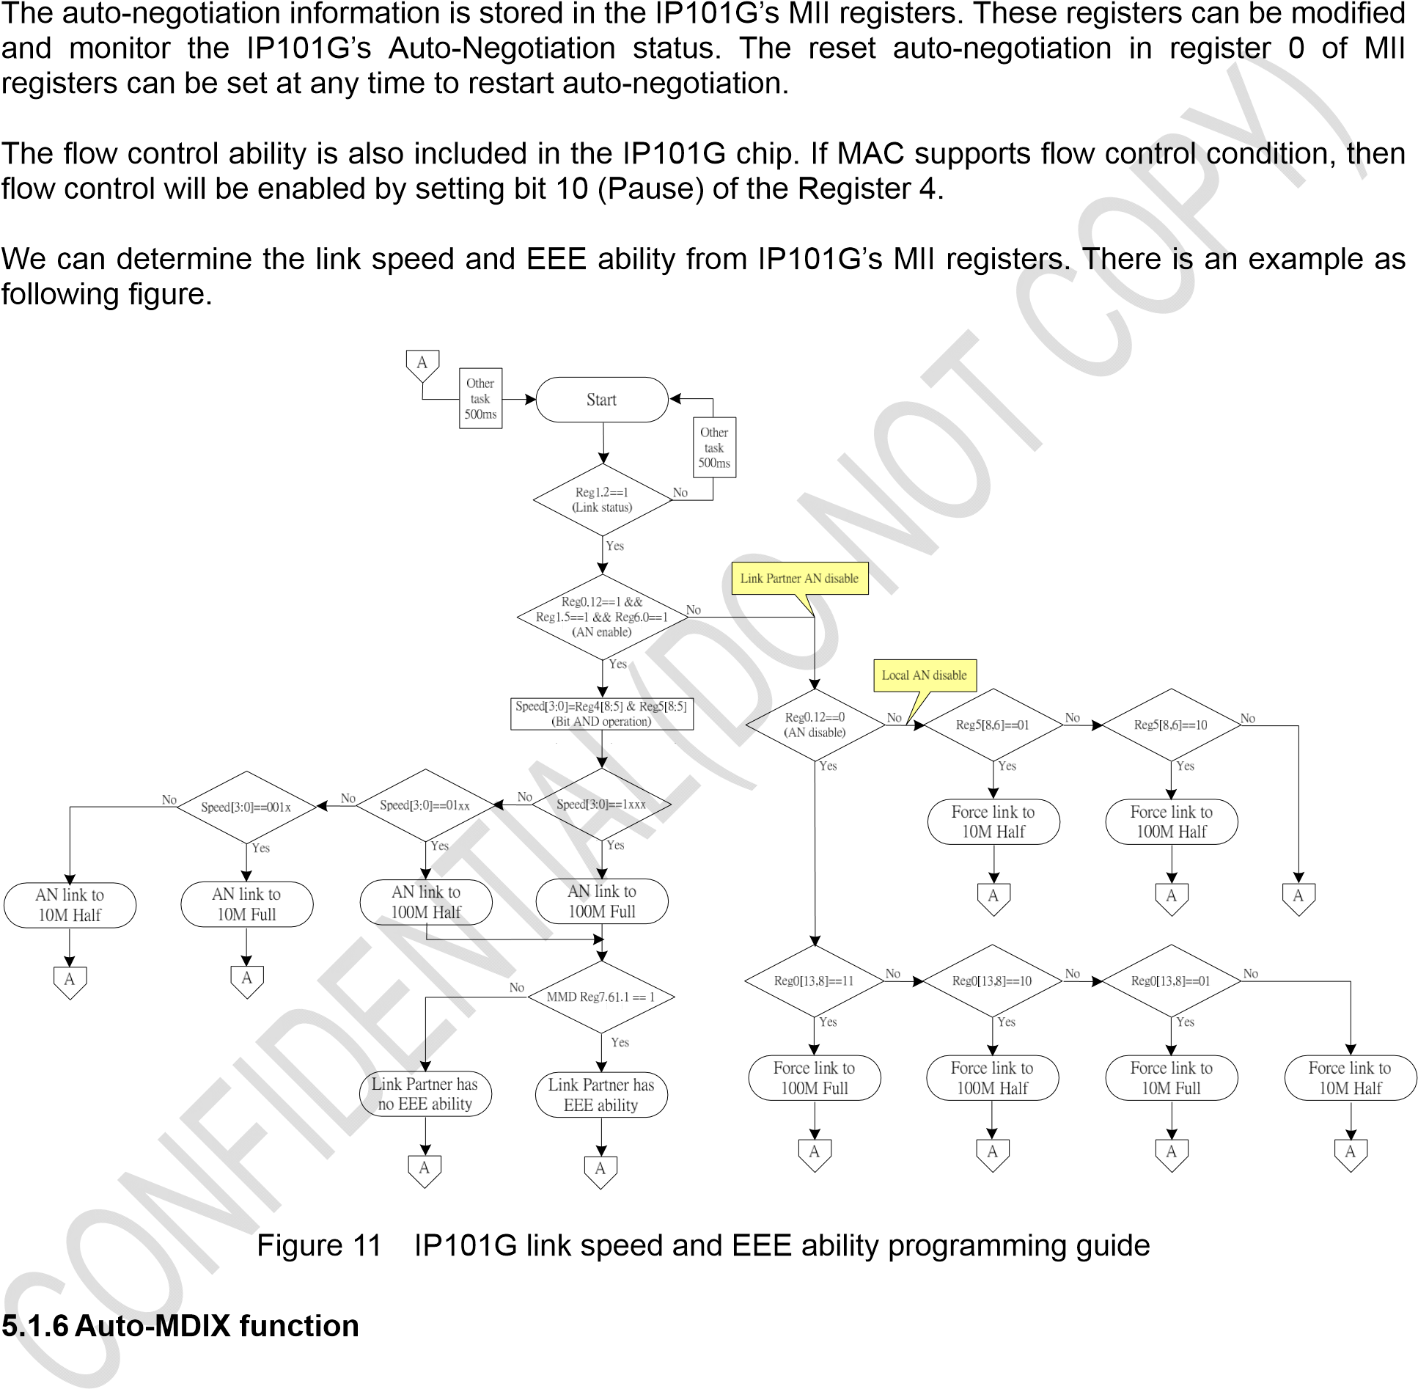 The auto-negotiation information is stored in the IP101G's MII registers. These registers can be modified
and monitor the IP101G's Auto-Negotiation status. The reset auto-negotiation in register 0 of MII
registers can be set at any time to restart auto-negotiation.
The flow control ability is also included in the IP101G chip. If MAC supports flow control condition, then
flow control will be enabled by setting bit 10 (Pause) of the Register 4.
We can determine the link speed and EEE ability from IP101G's MII registers. There is an example as
following figure.
A
Other
task
500ms
Start
Other
task
500ms
Reg1.2==1
(Link status)
No
Yes
Link Partner AN disable
Reg0.12==1 &&
Reg1.5==1 && Reg6.0==1
(AN enable)
No
Yes
Local AN disable
Speed[3:0]=Reg4[8:5] & Reg5[8:5]
(Bit AND operation)
Reg0.12==0
(AN disable)
No
Yes
Reg5[8,6]==01
No
Yes
Reg5[8,6]==10
No
Yes
Speed[3:0]==001x
No
Yes
Speed[3:0]==01xx
No
Yes
Speed[3:0]==1xxx
No
Yes
Force link to
10M Half
Force link to
100M Half
AN link to
10M Half
AN link to
10M Full
AN link to
100M Half
AN link to
100M Full
A
A
A
A
A
MMD Reg7.61.1 == 1
No
Yes
Reg0[13,8]==11
No
Yes
Reg0[13,8]==10
No
Yes
Reg0[13,8]==01
No
Yes
Link Partner has
no EEE ability
Link Partner has
EEE ability
Force link to
100M Full
Force link to
100M Half
Force link to
10M Full
Force link to
10M Half
A
A
A
A
A
A
Figure 11 IP101G link speed and EEE ability programming guide
5.1.6 Auto-MDIX function
CONFIDENTIAL(DO NOT COPY)